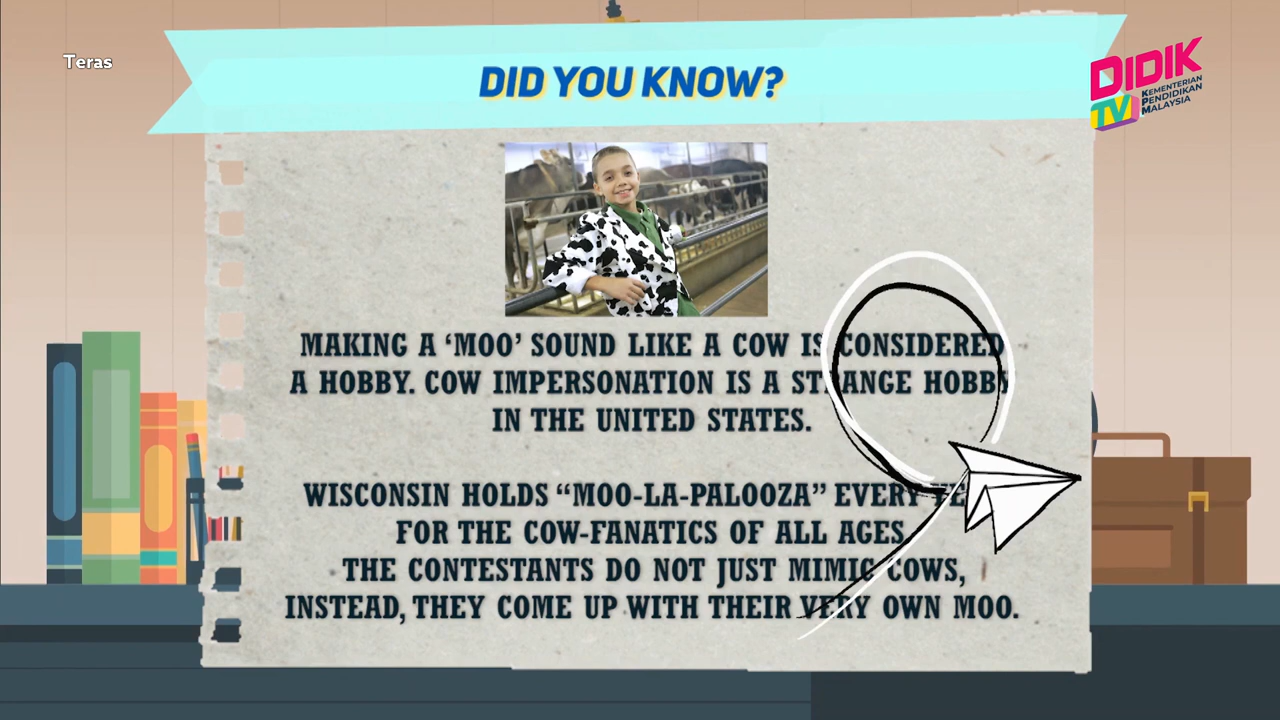 Teras
DID YOU KNOW?
DIDIK
TV
KEMENTERIAN
PENDIDIKAN
MALAYSIA
MAKING A ‘MOO’ SOUND LIKE A COW IS CONSIDERED
A HOBBY. COW IMPERSONATION IS A STRANGE HOBBY
IN THE UNITED STATES.
WISCONSIN HOLDS “MOO-LA-PALOOZA” EVERY
FOR THE COW-FANATICS OF ALL AGES.
THE CONTESTANTS DO NOT JUST MIMIC COWS,
INSTEAD, THEY COME UP WITH THEIR VERY OWN MOO.